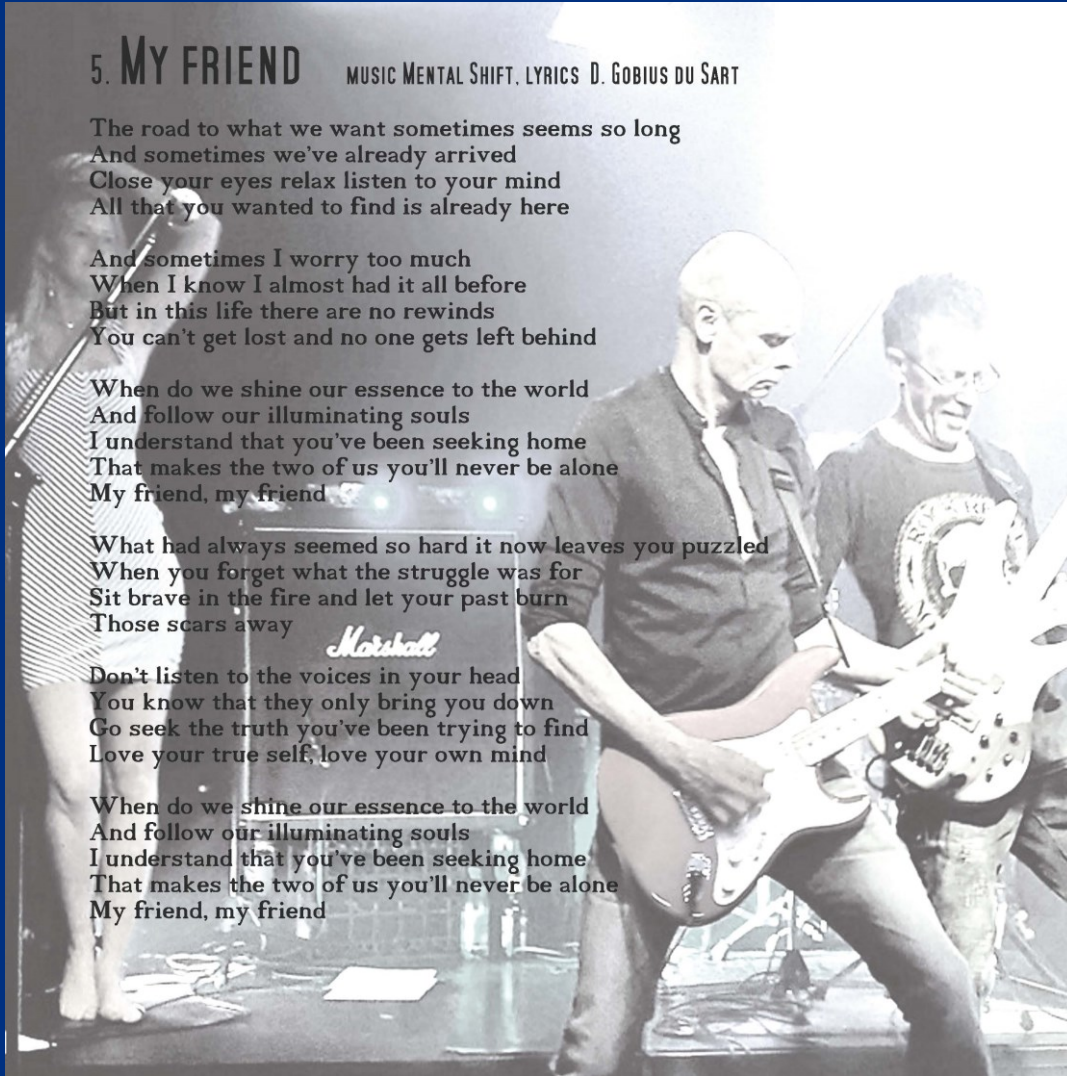 5. My friend music Mental Shift, lyrics D. Gobius du Sart
The road to what we want sometimes seems so long
And sometimes we've already arrived
Close your eyes relax listen to your mind
All that you wanted to find is already here
And sometimes I worry too much
When I know I almost had it all before
But in this life there are no rewinds
You can't get lost and no one gets left behind
When do we shine our essence to the world
And follow our illuminating souls
I understand that you've been seeking home
That makes the two of us you'll never be alone
My friend, my friend
What had always seemed so hard it now leaves you puzzled
When you forget what the struggle was for
Sit brave in the fire and let your past burn
Those scars away
Marshall
Don't listen to the voices in your head
You know that they only bring you down
Go seek the truth you've been trying to find
Love your true self, love your own mind
When do we shine our essence to the world
And follow our illuminating souls
I understand that you've been seeking home
That makes the two of us you'll never be alone
My friend, my friend